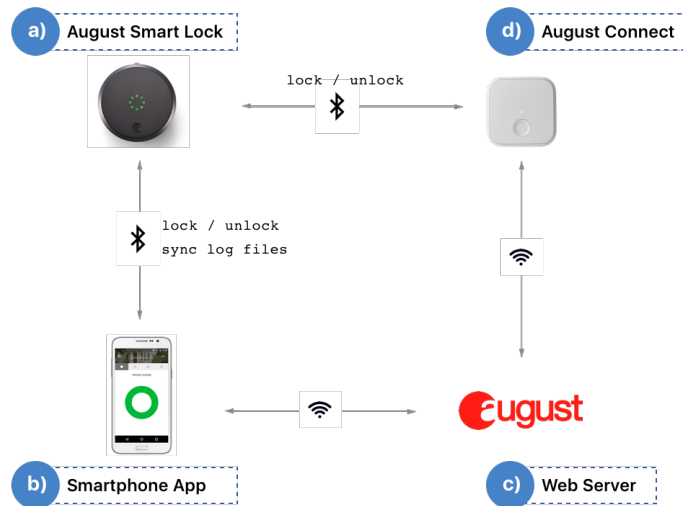 a) August Smart Lock
d) August Connect
lock / unlock
lock / unlock
sync log files
august
b) Smartphone App
c) Web Server